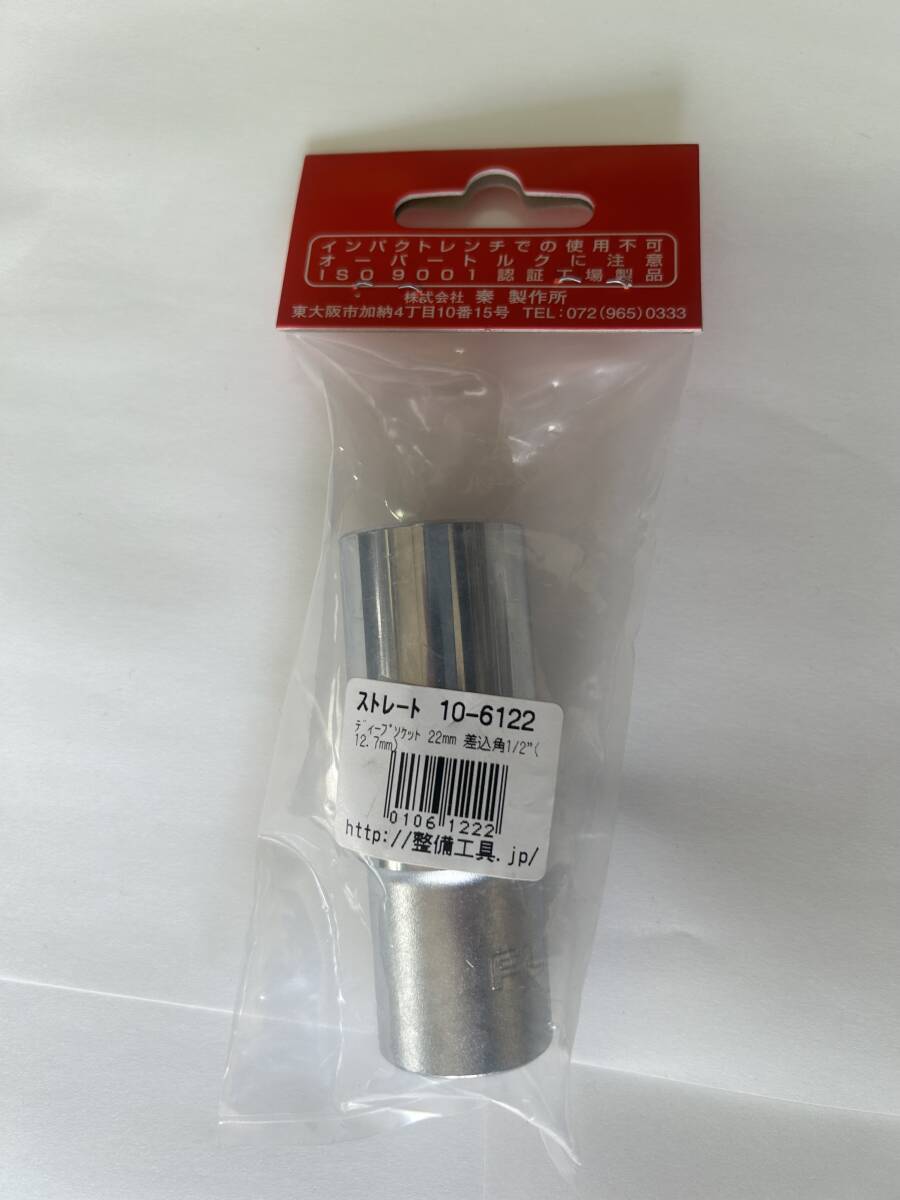 インパクトレンチでの使用不可
オーバートルクに注意
ISO9001認証工場製品
株式会社 秦 製作所
東大阪市加納4丁目10番15号 TEL:072(965)0333
ストレート 10-6122
ディープソケット 22mm 差込角1/2"(
12.7mm)
0106 1222
http://整備工具.jp/